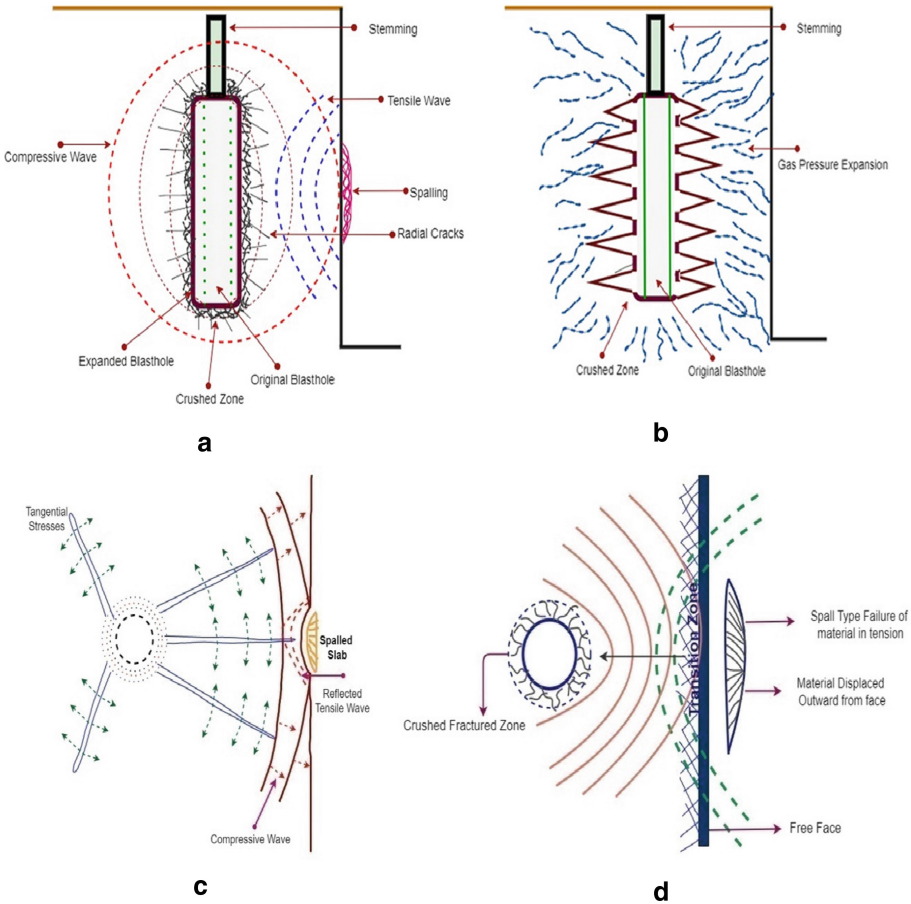 Stemming
Tensile Wave
Compressive Wave
Spalling
Radial Cracks
Expanded Blasthole
Original Blasthole
Crushed Zone
a
Stemming
Gas Pressure Expansion
Crushed Zone
Original Blasthole
b
Tangential
Stresses
Spalled
Slab
Reflected
Tensile Wave
Compressive Wave
c
Transition Zone
Spall Type Failure of
material in tension
Material Displaced
Outward from face
Crushed Fractured Zone
Free Face
d